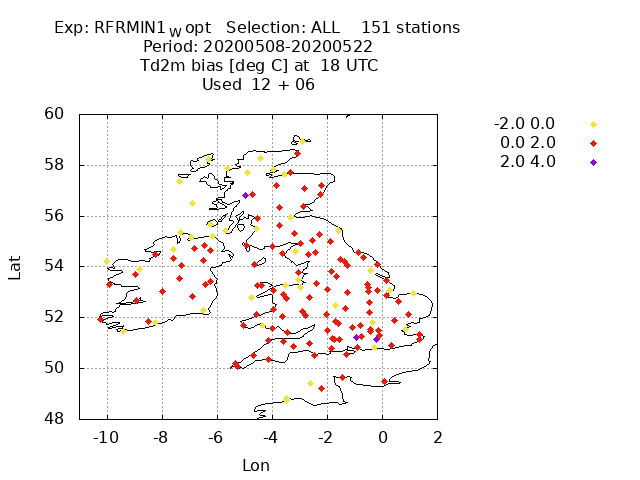 Exp: RFRMIN1wopt Selection: ALL 151 stations
Period: 20200508-20200522
Td2m bias [deg C] at 18 UTC
Used 12 + 06
-2.0 0.0
0.0 2.0
2.0 4.0
60
58
56
54
52
50
48
Lat
-10 -8 -6 -4 -2 0 2
Lon